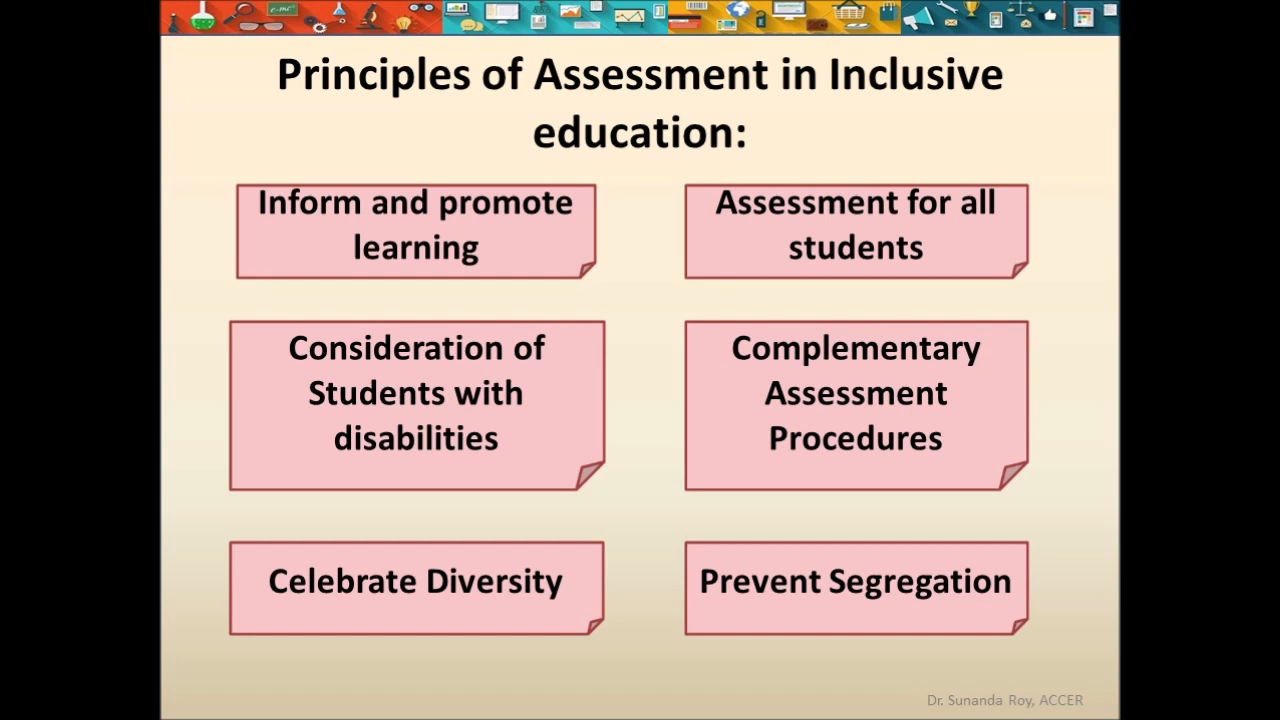 Principles of Assessment in Inclusive
education:
Inform and promote
learning
Assessment for all
students
Consideration of
Students with
disabilities
Complementary
Assessment
Procedures
Celebrate Diversity
Prevent Segregation
Dr. Sunanda Roy, ACCER